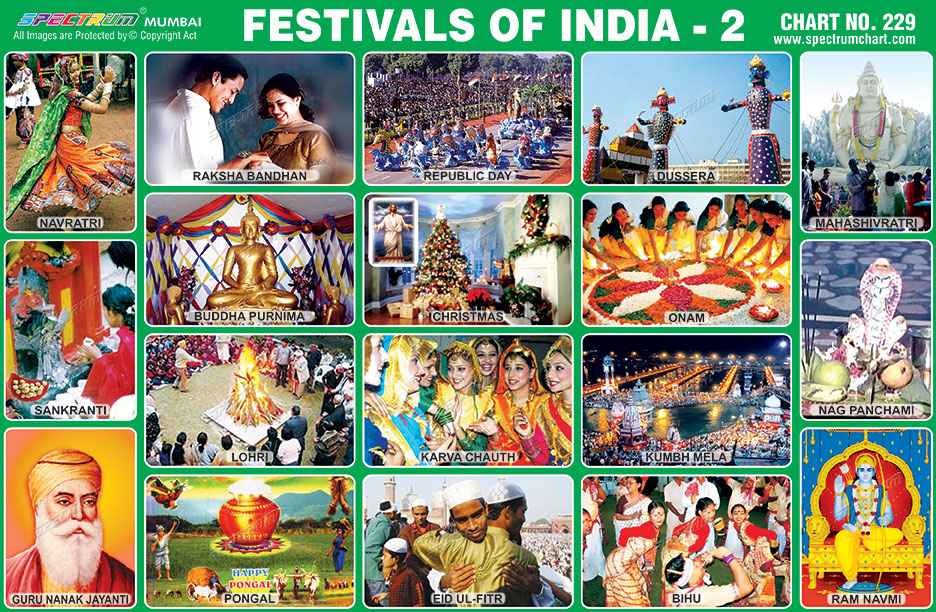 SPECTRUM MUMBAI
All Images are Protected by © Copyright Act
FESTIVALS OF INDIA - 2
CHART NO. 229
www.spectrumchart.com
NAVRATRI
RAKSHA BANDHAN
REPUBLIC DAY
DUSSERA
MAHASHIVRATRI
BUDDHA PURNIMA
CHRISTMAS
ONAM
SANKRANTI
NAG PANCHAMI
LOHRI
KARVA CHAUTH
KUMBH MELA
GURU NANAK JAYANTI
HAPPY
PONGAL
PONGAL
EID UL-FITR
BIHU
RAM NAVMI